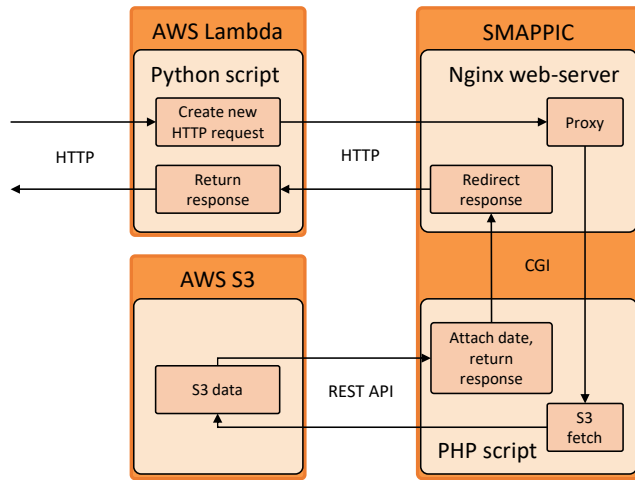 AWS Lambda
SMAPPIC
Python script
Nginx web-server
Create new
HTTP request
Proxy
HTTP
HTTP
Return
response
Redirect
response
CGI
AWS S3
Attach date,
return
response
S3 data
REST API
S3
fetch
PHP script